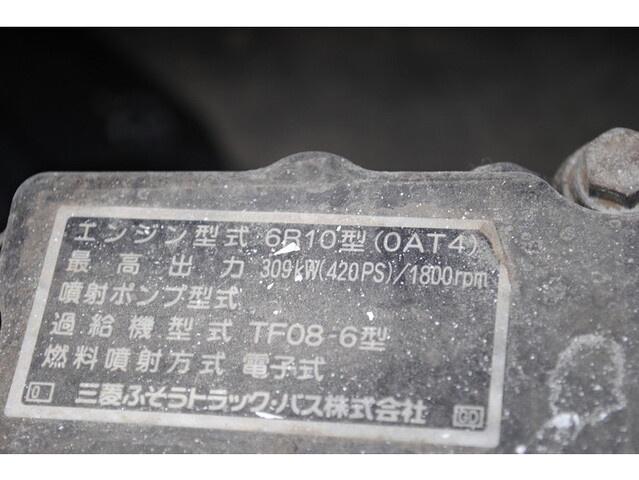 エンジン型式 6R10型(0AT4)
最高出力 309kW(420PS)/1800rpm
噴射ポンプ型式
過給機型式 TF08-6型
燃料噴射方式 電子式
0 三菱ふそうトラック・バス株式会社